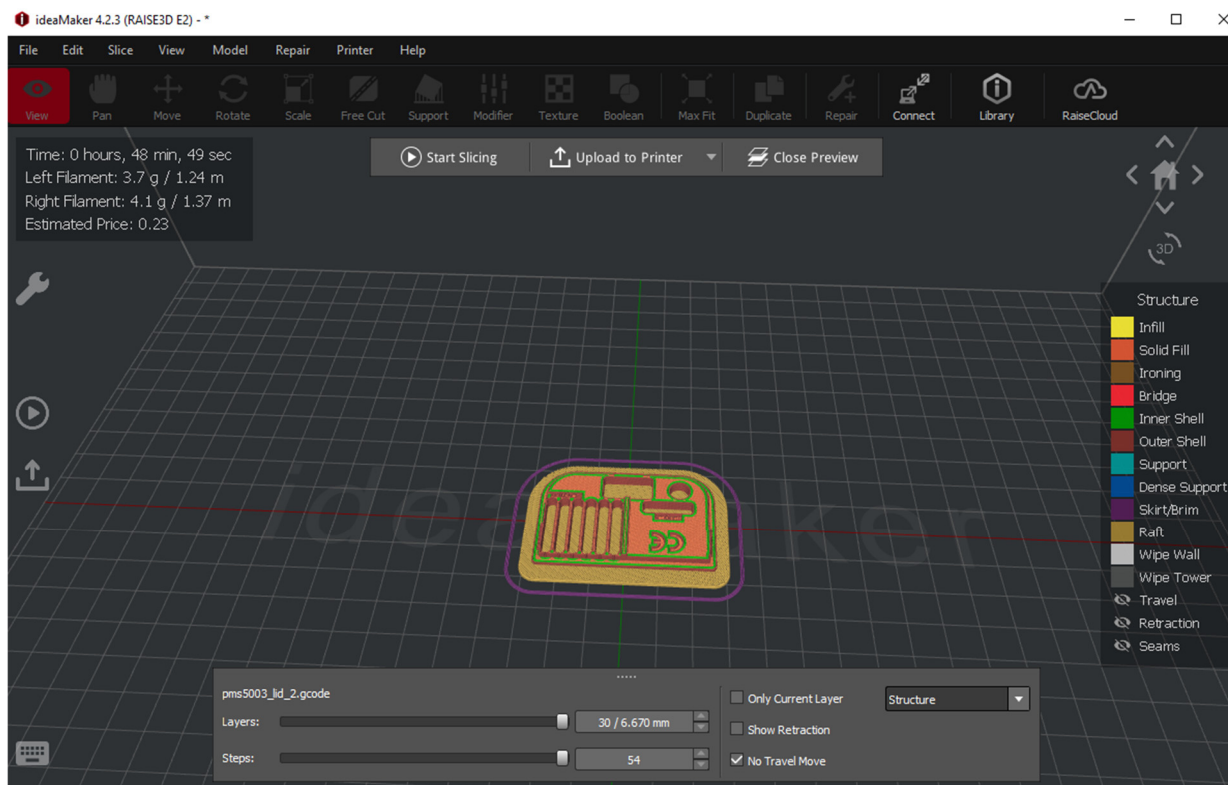 ideaMaker 4.2.3 (RAISE3D E2) - *
File Edit Slice View Model Repair Printer Help
View Pan Move Rotate Scale Free Cut Support Modifier Texture Boolean Max Fit Duplicate Repair Connect Library RaiseCloud
Time: 0 hours, 48 min, 49 sec
Left Filament: 3.7 g / 1.24 m
Right Filament: 4.1 g / 1.37 m
Estimated Price: 0.23
Start Slicing Upload to Printer Close Preview
3D
Structure
Infill
Solid Fill
Ironing
Bridge
Inner Shell
Outer Shell
Support
Dense Support
Skirt/Brim
Raft
Wipe Wall
Wipe Tower
Travel
Retraction
Seams
ideaMaker
pms5003_lid_2.gcode
Layers: 30 / 6.670 mm
Steps: 54
Only Current Layer Structure
Show Retraction
No Travel Move